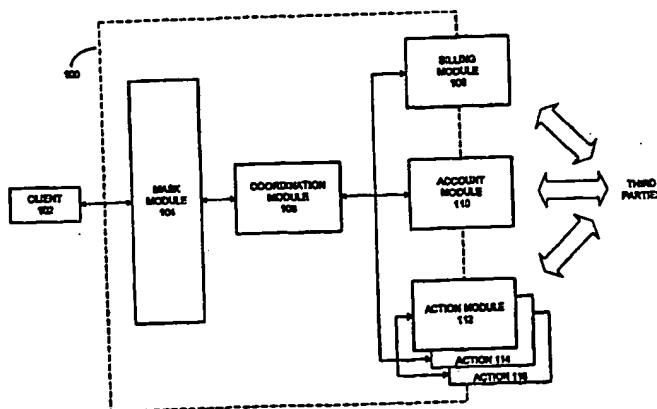 100
BILLING
MODULE
108
CLIENT
102
MASK
MODULE
104
COORDINATION
MODULE
106
ACCOUNT
MODULE
110
THIRD
PARTIES
ACTION MODULE
112
ACTION 114
ACTION 116